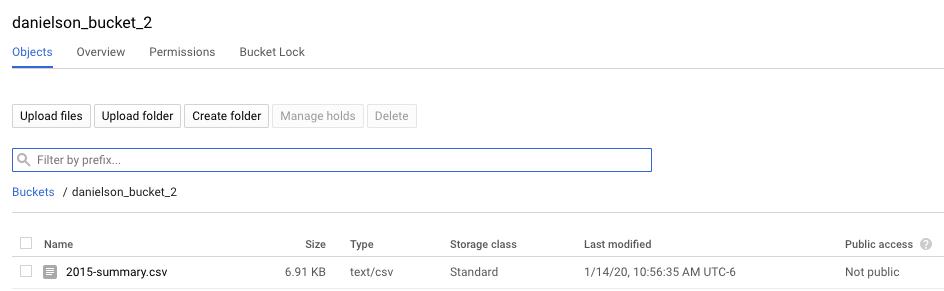 danielson_bucket_2
Objects Overview Permissions Bucket Lock
Upload files Upload folder Create folder Manage holds Delete
Filter by prefix...
Buckets / danielson_bucket_2
Name Size Type Storage class Last modified Public access ?
2015-summary.csv 6.91 KB text/csv Standard 1/14/20, 10:56:35 AM UTC-6 Not public